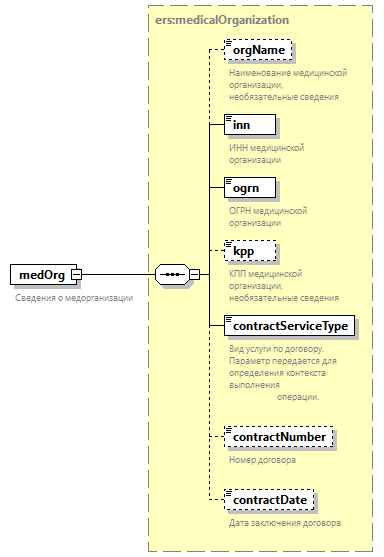 ers:medicalOrganization
orgName
Наименование медицинской
организации,
необязательные сведения
inn
ИНН медицинской
организации
ogrn
ОГРН медицинской
организации
kpp
КПП медицинской
организации,
необязательные сведения
medOrg
Сведения о медорганизации
contractServiceType
Вид услуги по договору.
Параметр передается для
определения контекста
выполнения
операции.
contractNumber
Номер договора
contractDate
Дата заключения договора